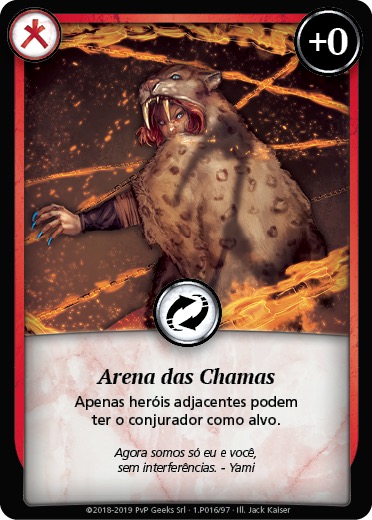 +0
Arena das Chamas
Apenas heróis adjacentes podem
ter o conjurador como alvo.
Agora somos só eu e você,
sem interferências. - Yami
©2018-2019 PvP Geeks Srl · 1.P016/97 · Ill. Jack Kaiser